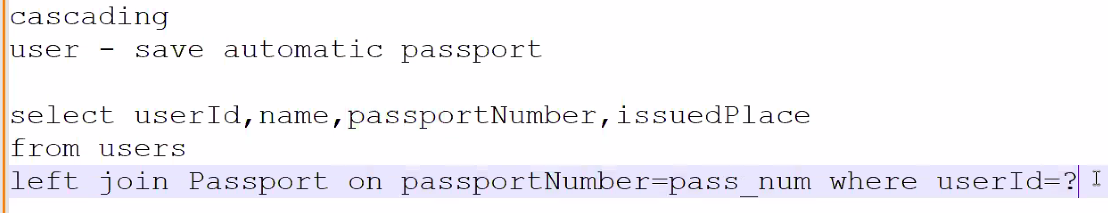 cascading
user - save automatic passport
select userId,name,passportNumber,issuedPlace
from users
left join Passport on passportNumber=pass_num where userId=?